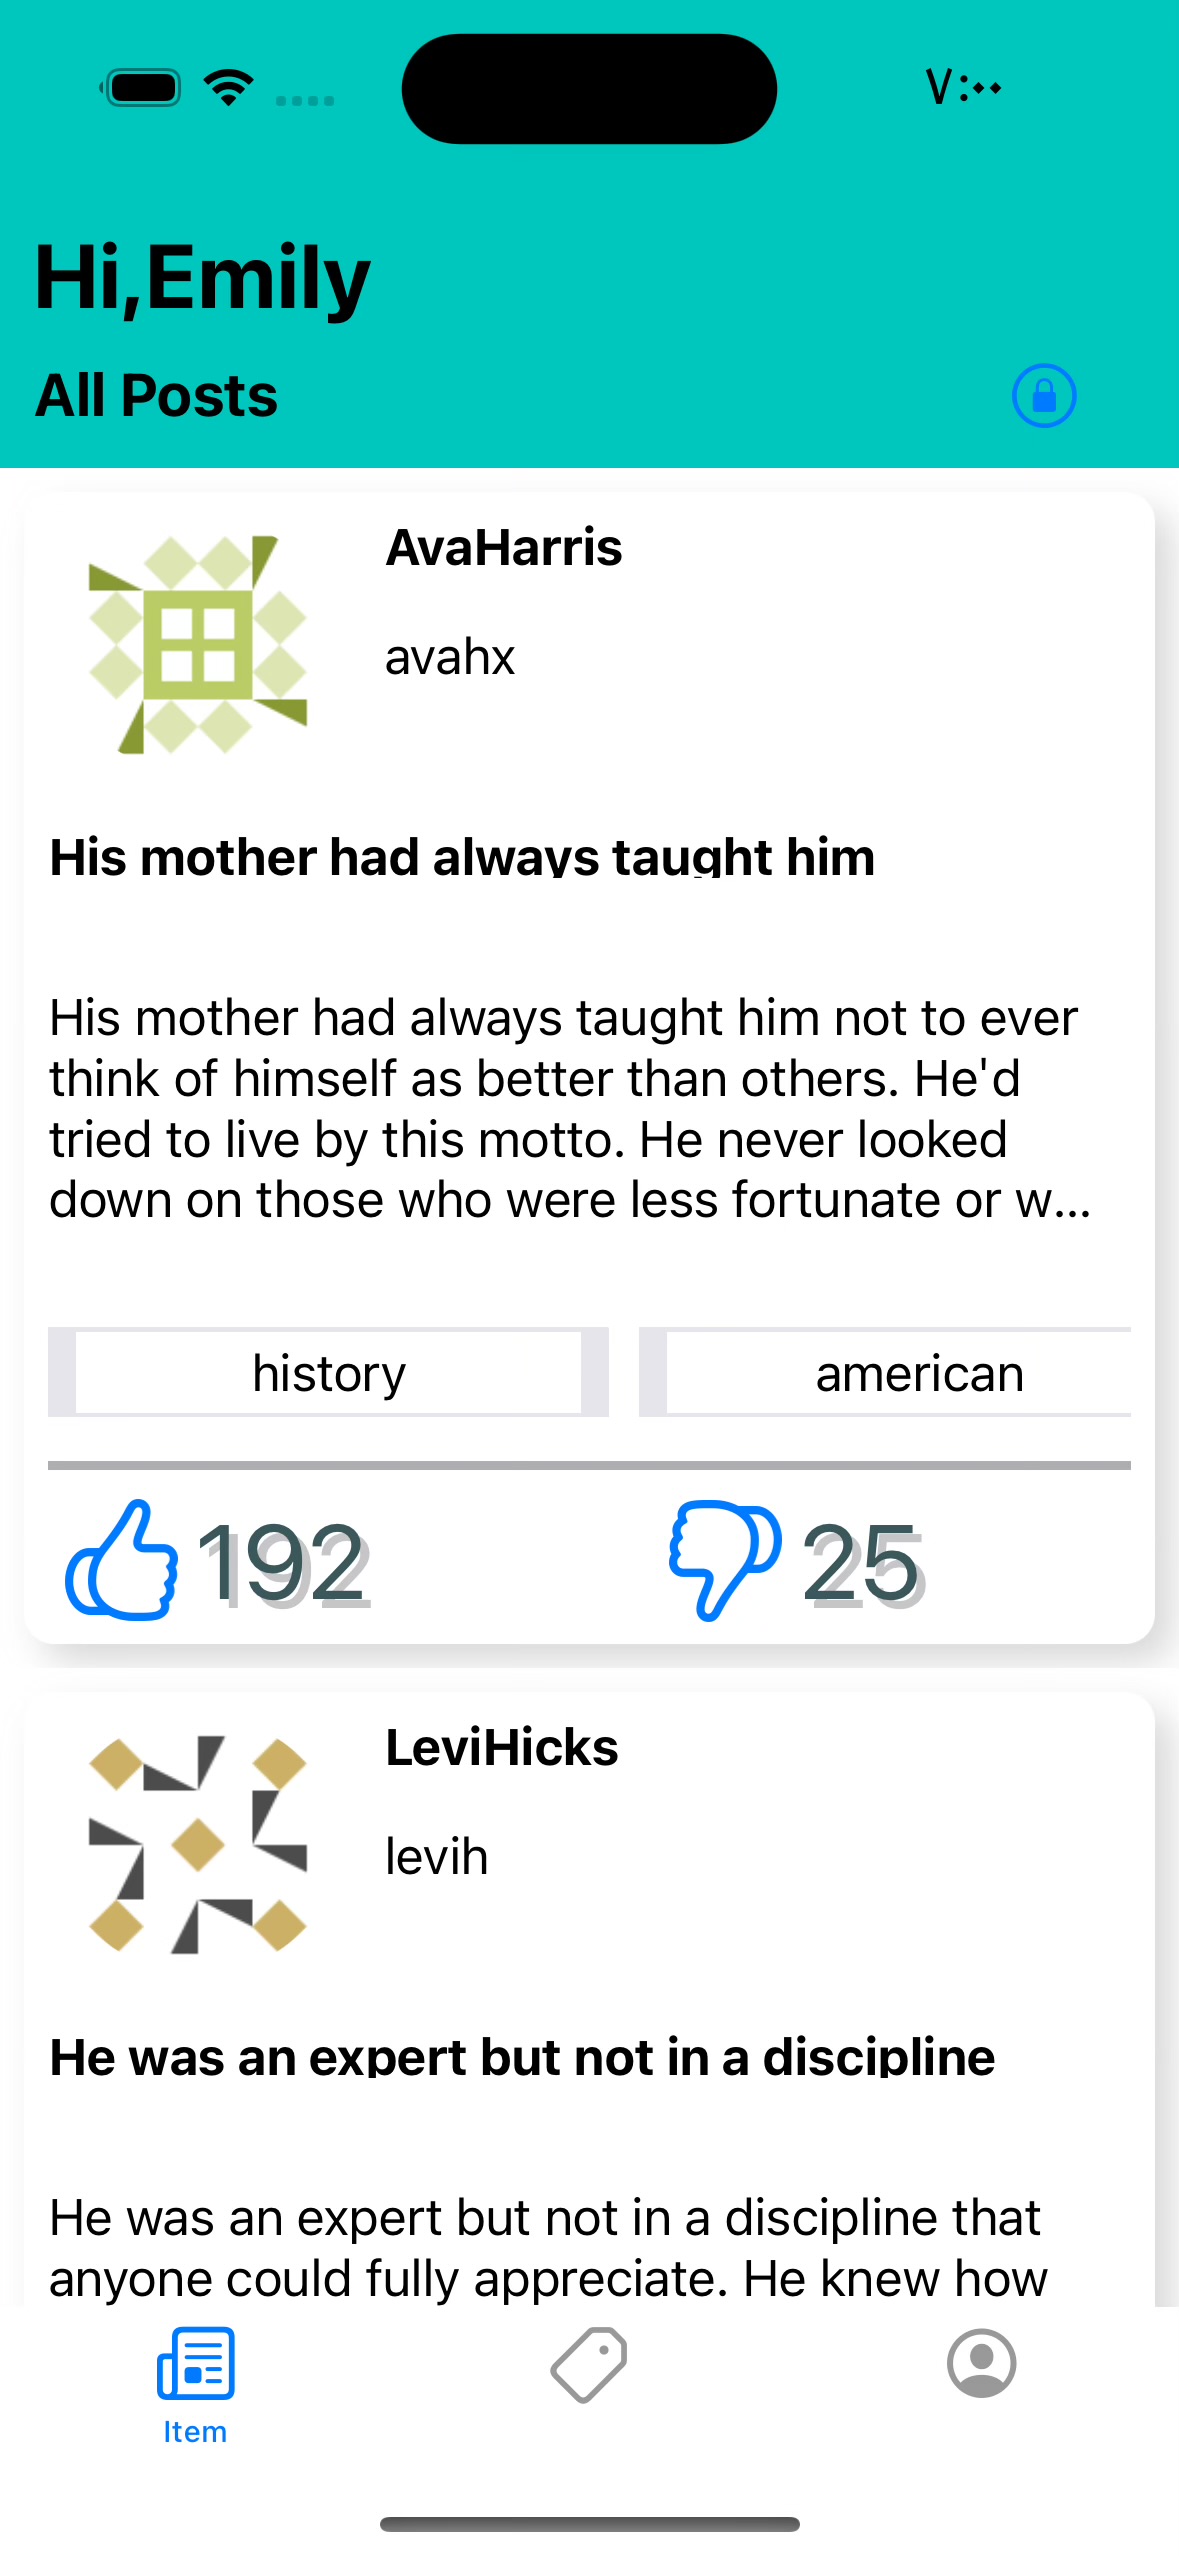 ٧:٠٠
Hi,Emily
All Posts
AvaHarris
avahx
His mother had always taught him
His mother had always taught him not to ever
think of himself as better than others. He'd
tried to live by this motto. He never looked
down on those who were less fortunate or w...
history
american
192
25
LeviHicks
levih
He was an expert but not in a discipline
He was an expert but not in a discipline that
anyone could fully appreciate. He knew how
Item